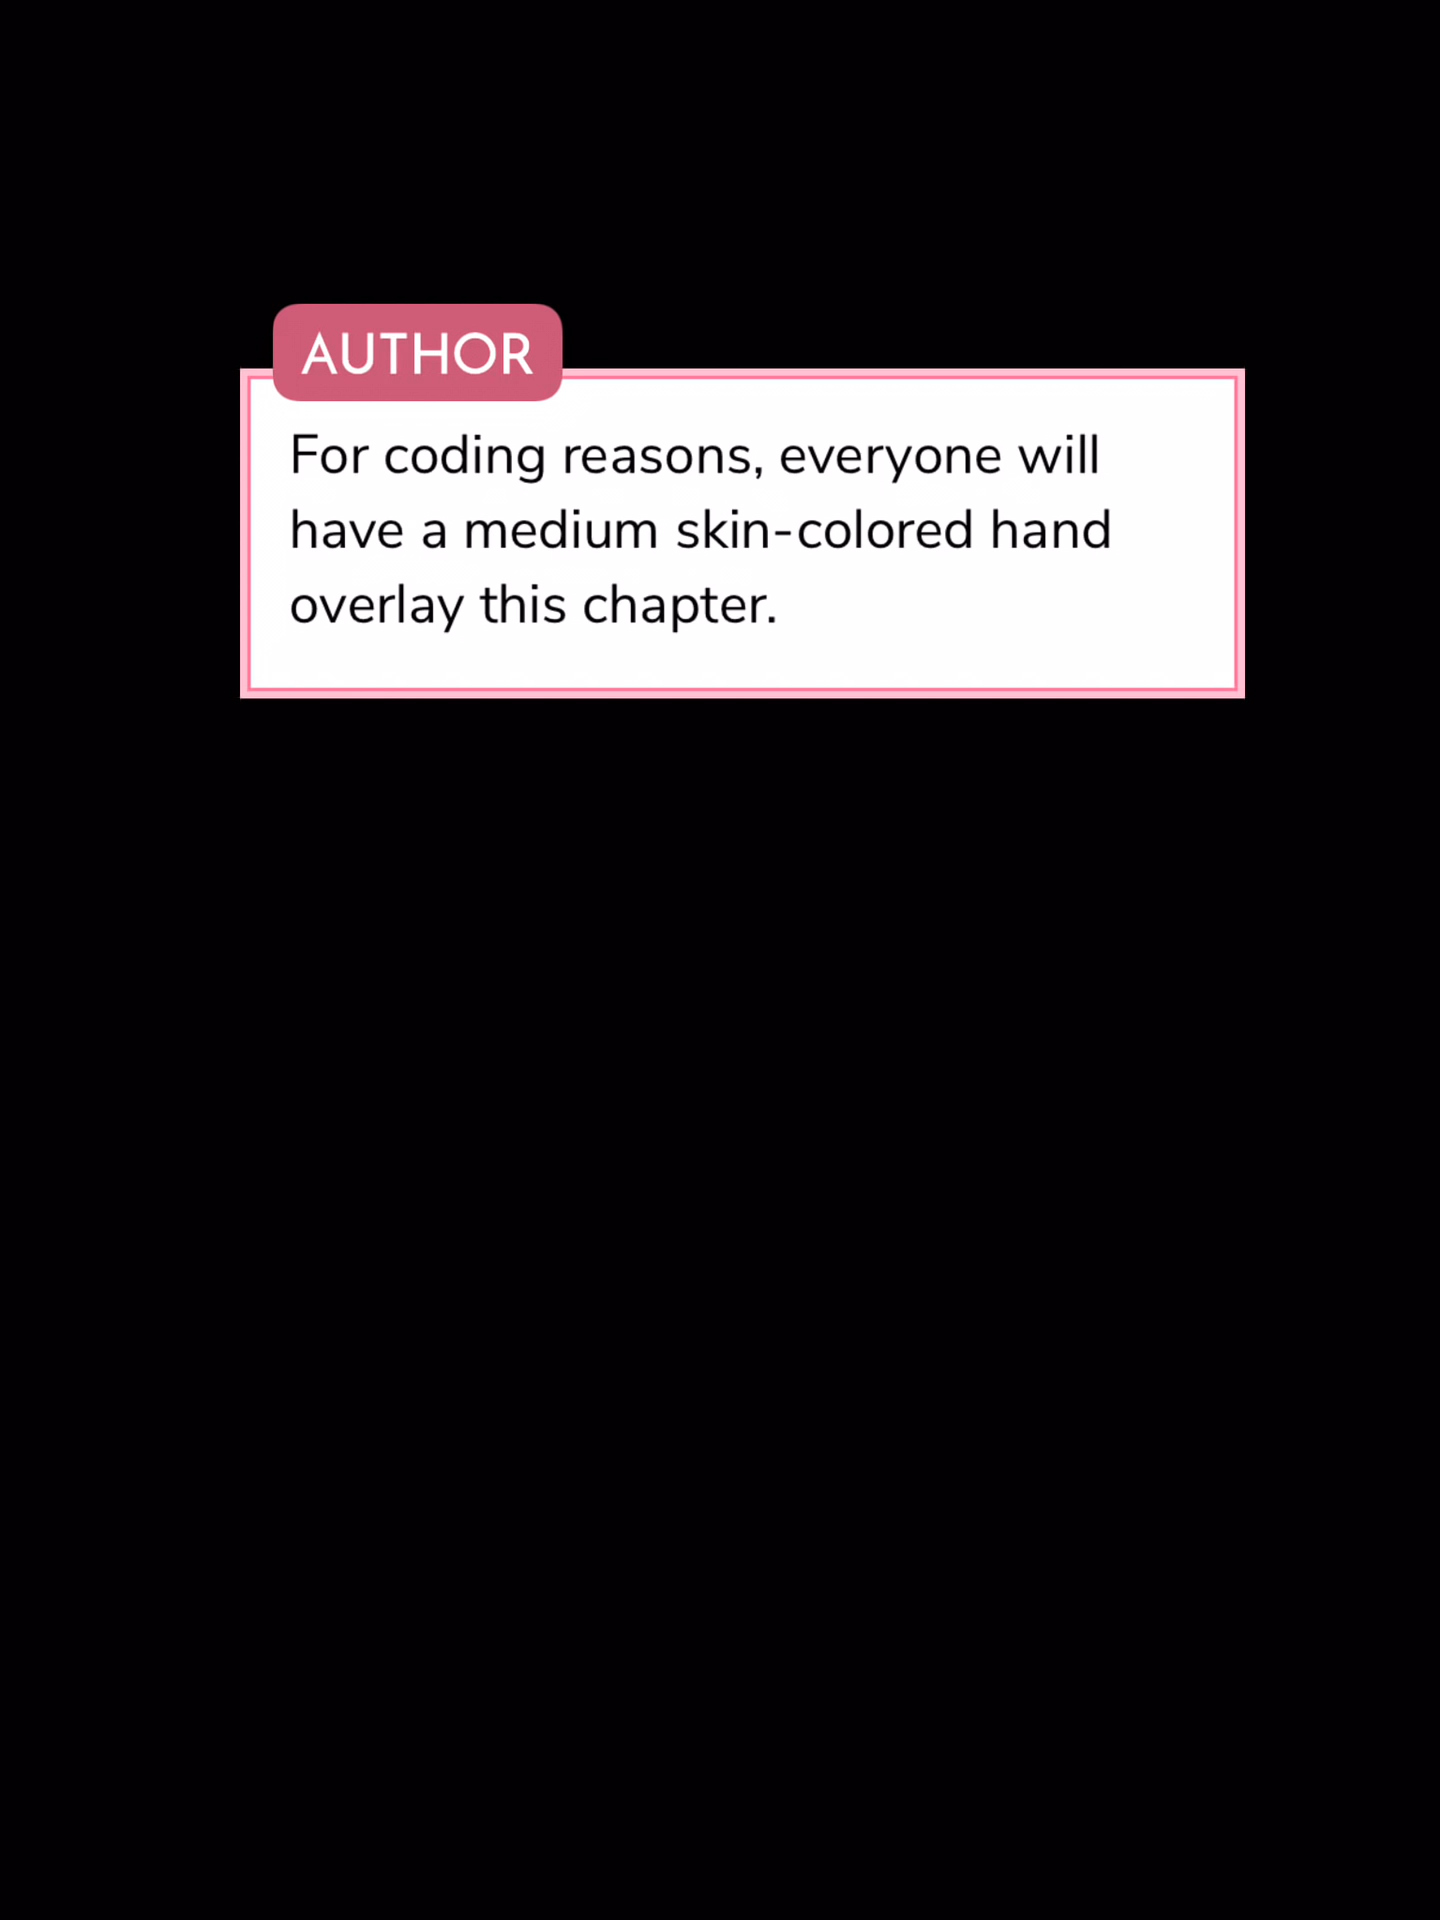 AUTHOR
For coding reasons, everyone will
have a medium skin-colored hand
overlay this chapter.